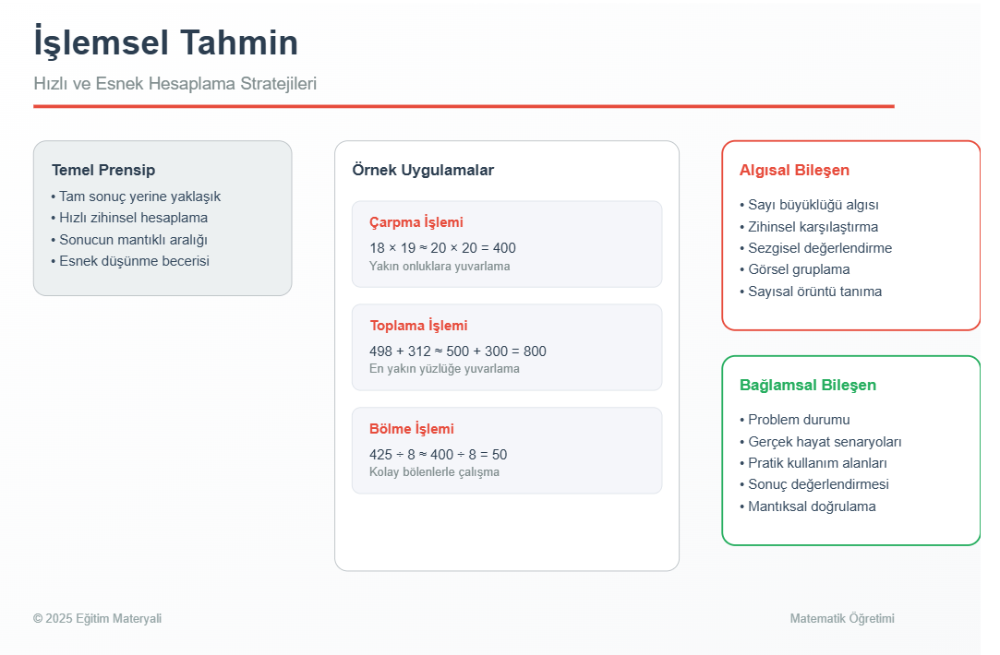 İşlemsel Tahmin
Hızlı ve Esnek Hesaplama Stratejileri
Temel Prensip
• Tam sonuç yerine yaklaşık
• Hızlı zihinsel hesaplama
• Sonucun mantıklı aralığı
• Esnek düşünme becerisi
Örnek Uygulamalar
Çarpma İşlemi
18 × 19 ≈ 20 × 20 = 400
Yakın onluklara yuvarlama
Toplama İşlemi
498 + 312 ≈ 500 + 300 = 800
En yakın yüzlüğe yuvarlama
Bölme İşlemi
425 ÷ 8 ≈ 400 ÷ 8 = 50
Kolay bölenlerle çalışma
Algısal Bileşen
• Sayı büyüklüğü algısı
• Zihinsel karşılaştırma
• Sezgisel değerlendirme
• Görsel gruplama
• Sayısal örüntü tanıma
Bağlamsal Bileşen
• Problem durumu
• Gerçek hayat senaryoları
• Pratik kullanım alanları
• Sonuç değerlendirmesi
• Mantıksal doğrulama
© 2025 Eğitim Materyali
Matematik Öğretimi